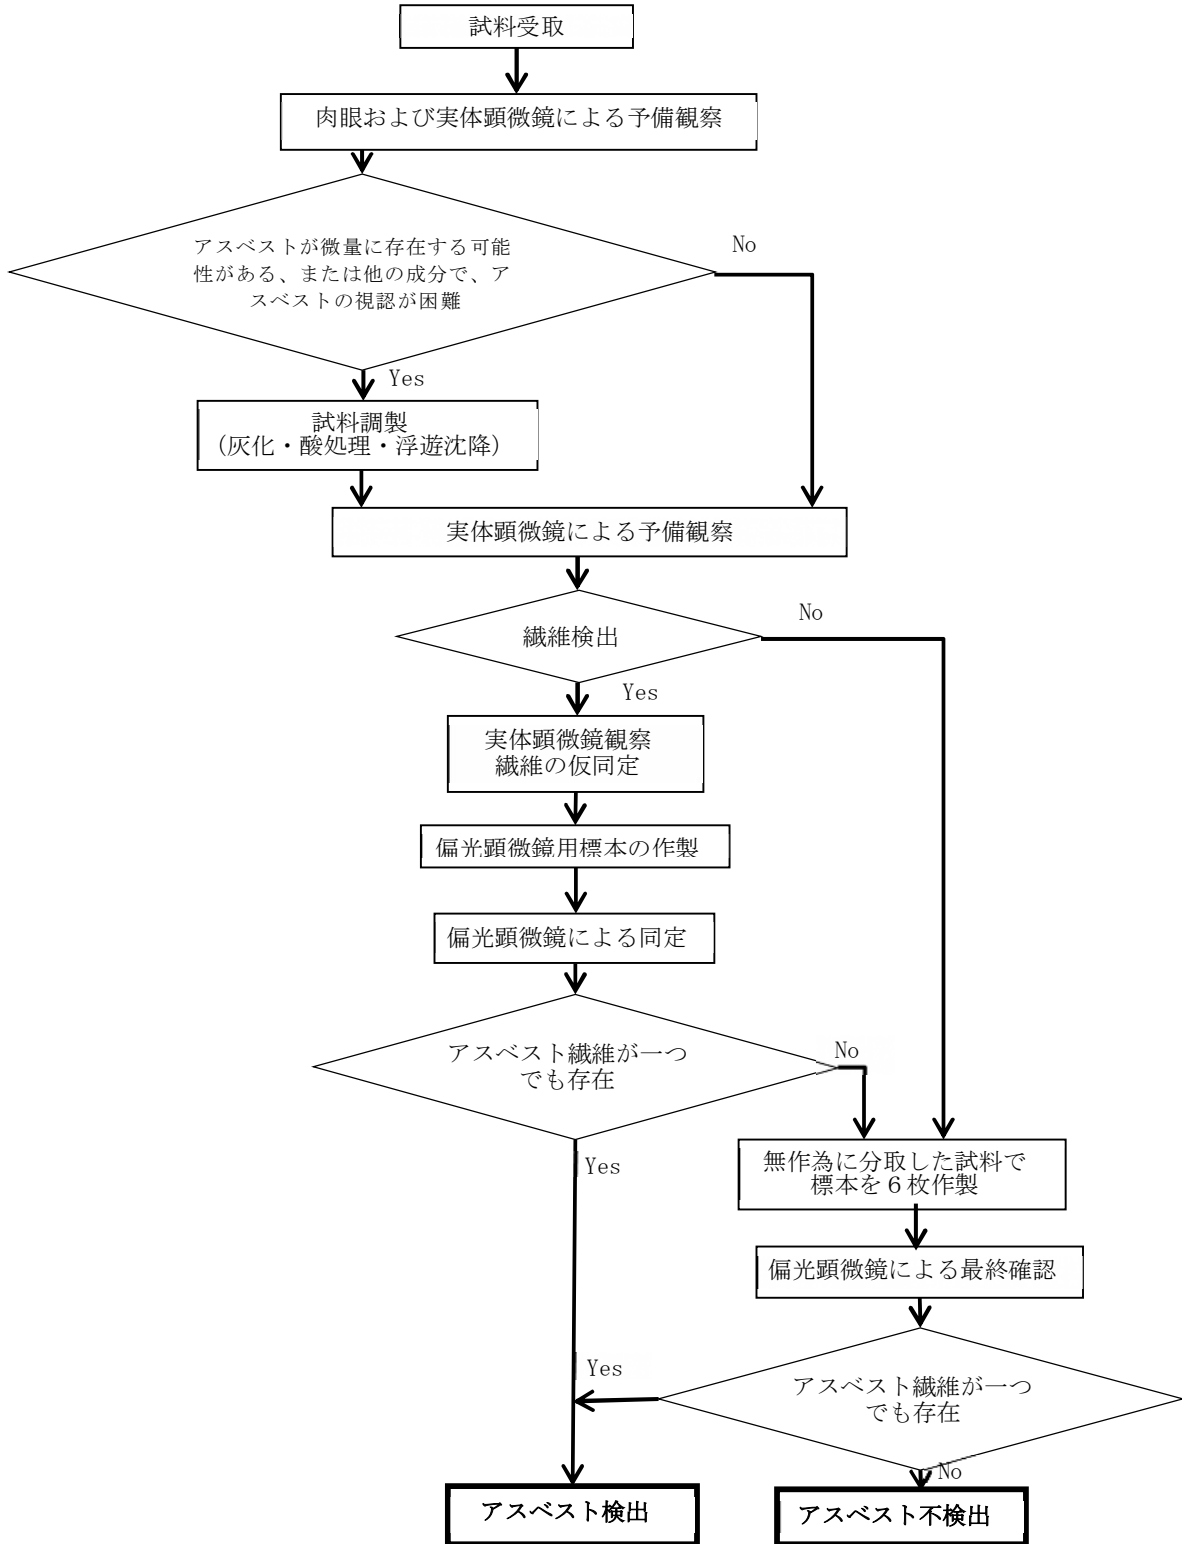 試料受取
肉眼および実体顕微鏡による予備観察
アスベストが微量に存在する可能
性がある、または他の成分で、ア
スベストの視認が困難
No
Yes
試料調製
（灰化・酸処理・浮遊沈降）
実体顕微鏡による予備観察
繊維検出
No
Yes
実体顕微鏡観察
繊維の仮同定
偏光顕微鏡用標本の作製
偏光顕微鏡による同定
アスベスト繊維が一つ
でも存在
No
Yes
無作為に分取した試料で
標本を６枚作製
偏光顕微鏡による最終確認
アスベスト繊維が一つ
でも存在
Yes
No
アスベスト検出
アスベスト不検出